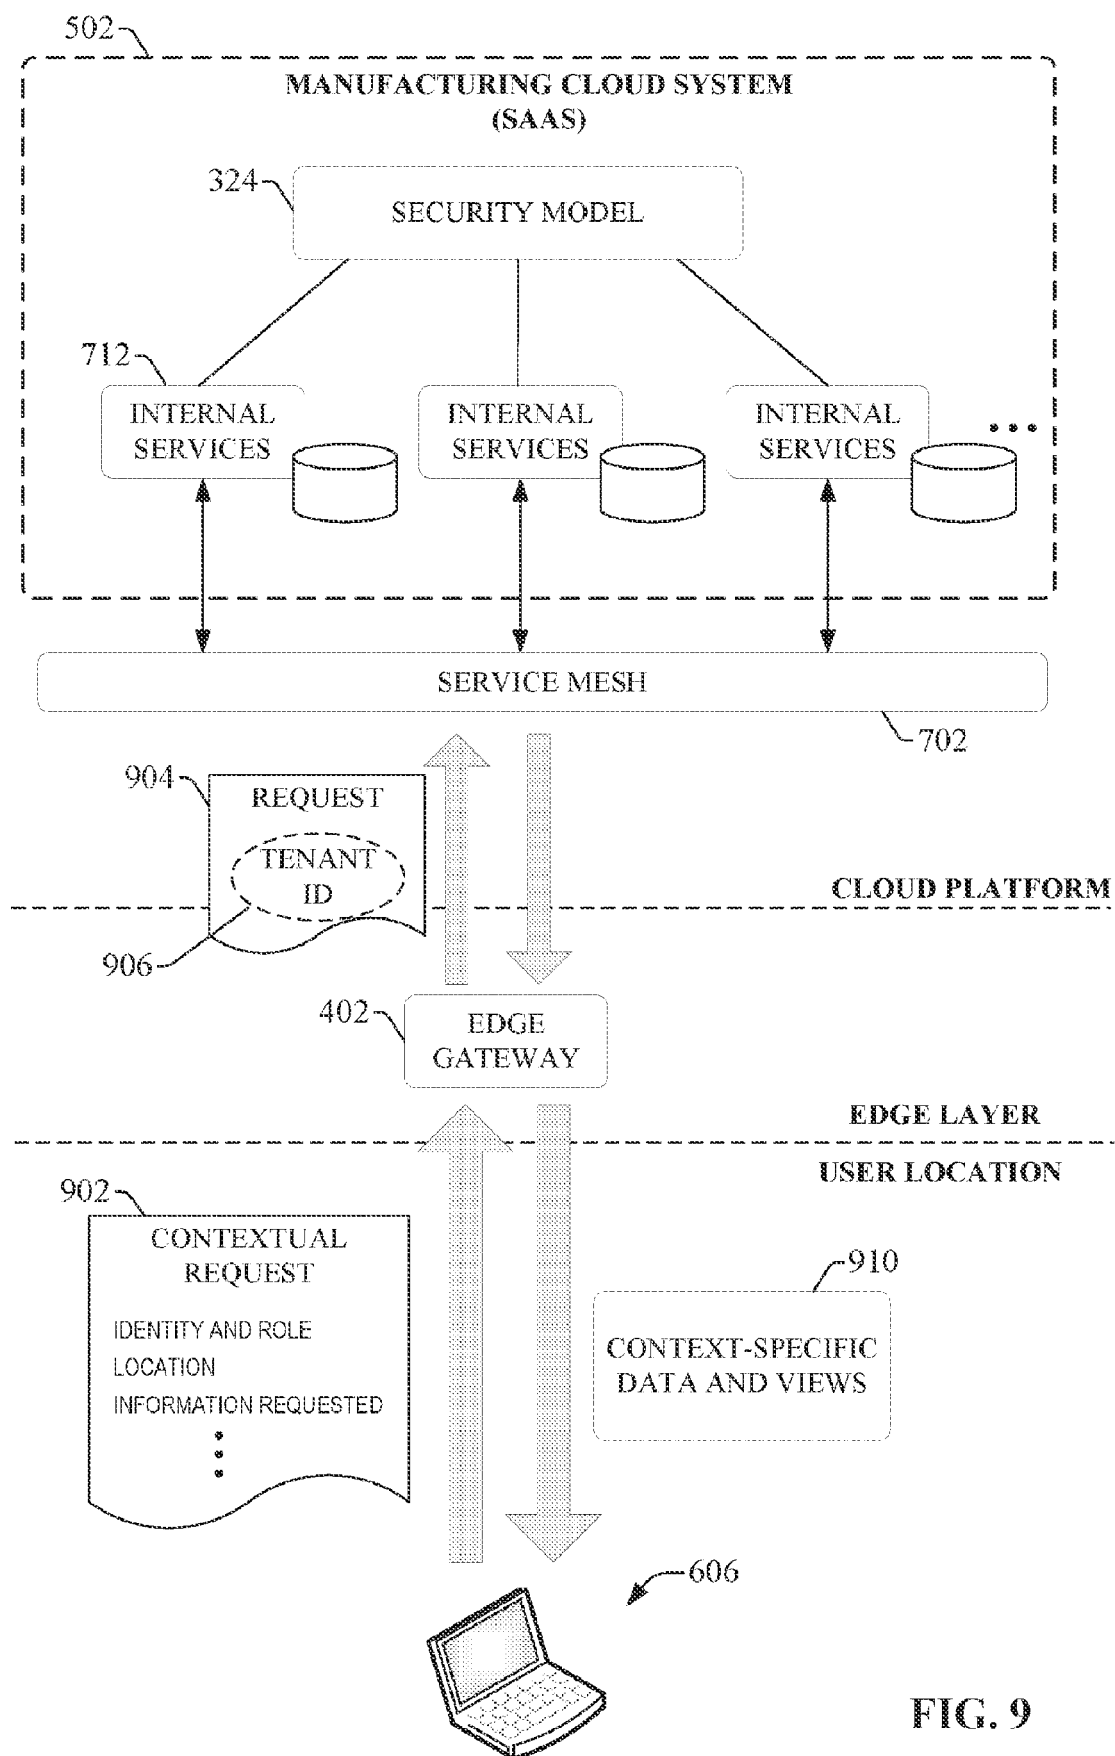 502
MANUFACTURING CLOUD SYSTEM
(SAAS)
324
SECURITY MODEL
712
INTERNAL
SERVICES
INTERNAL
SERVICES
INTERNAL
SERVICES
SERVICE MESH
702
904
REQUEST
TENANT
ID
906
CLOUD PLATFORM
402
EDGE
GATEWAY
EDGE LAYER
USER LOCATION
902
CONTEXTUAL
REQUEST
IDENTITY AND ROLE
LOCATION
INFORMATION REQUESTED
910
CONTEXT-SPECIFIC
DATA AND VIEWS
606
FIG. 9